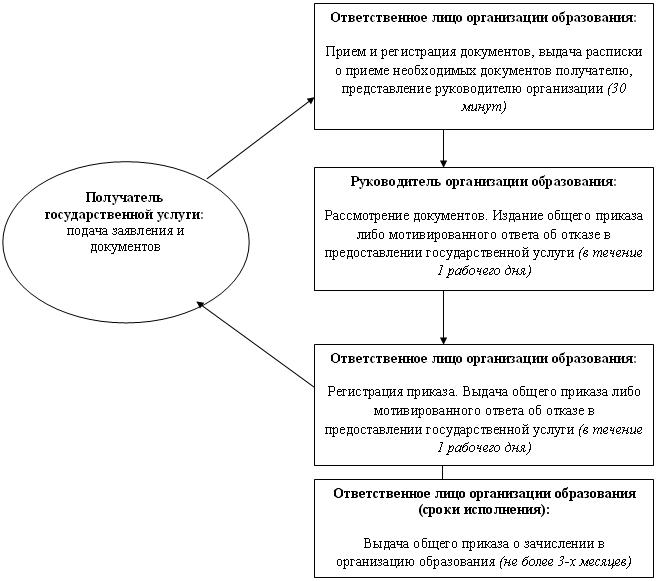 Ответственное лицо организации образования:
Прием и регистрация документов, выдача расписки
о приеме необходимых документов получателю,
представление руководителю организации (30
минут)
Получатель
государственной услуги:
подача заявления и
документов
Руководитель организации образования:
Рассмотрение документов. Издание общего приказа
либо мотивированного ответа об отказе в
предоставлении государственной услуги (в течение
1 рабочего дня)
Ответственное лицо организации образования:
Регистрация приказа. Выдача общего приказа либо
мотивированного ответа об отказе в
предоставлении государственной услуги (в течение
1 рабочего дня)
Ответственное лицо организации образования
(сроки исполнения):
Выдача общего приказа о зачислении в
организацию образования (не более 3-х месяцев)